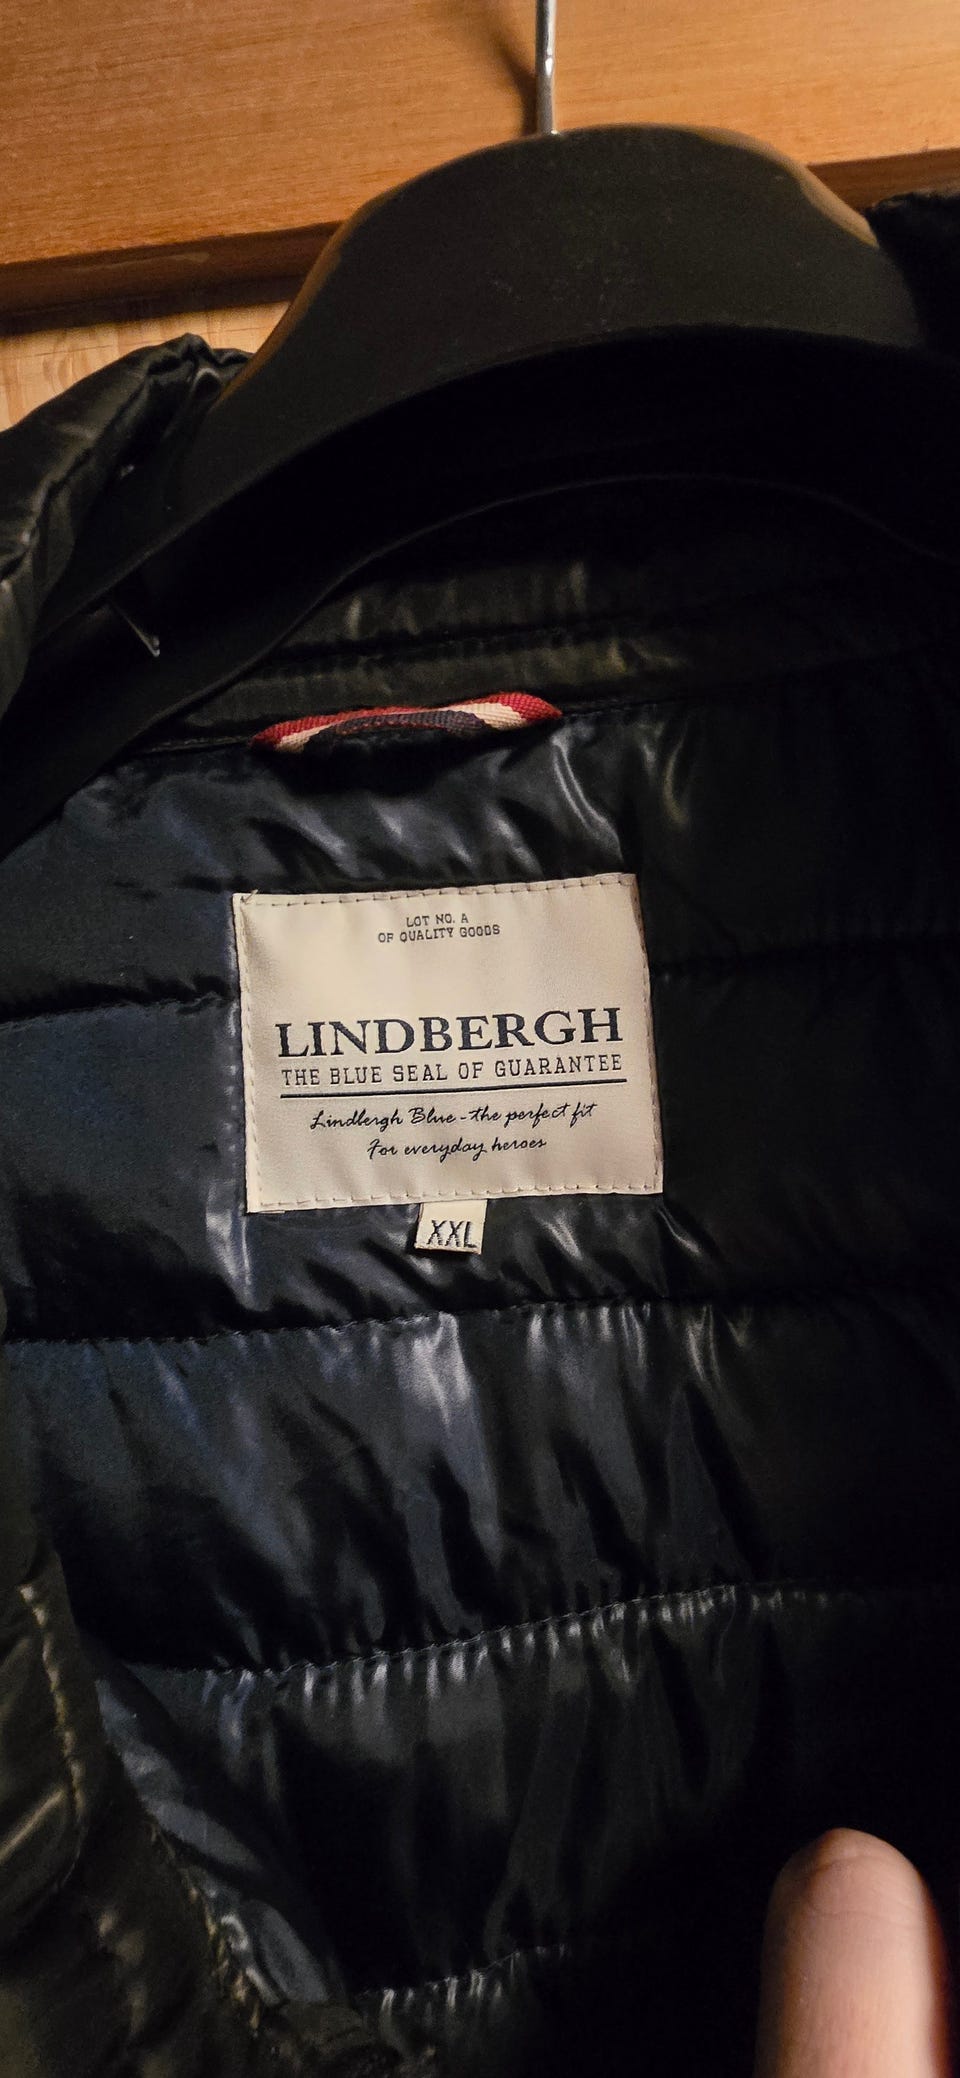 LOT NO. A
OF QUALITY GOODS
LINDBERGH
THE BLUE SEAL OF GUARANTEE
Lindbergh Blue - the perfect fit
For everyday heroes
XXL